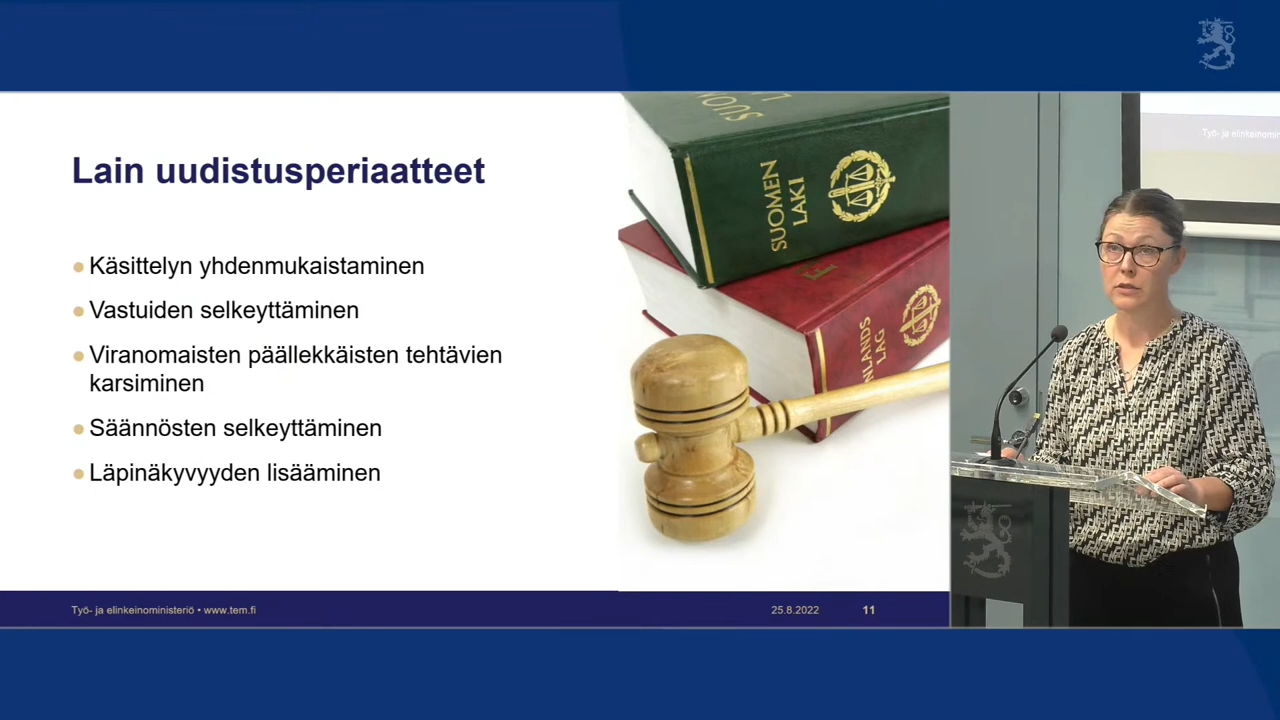 Lain uudistusperiaatteet
Käsittelyn yhdenmukaistaminen
Vastuiden selkeyttäminen
Viranomaisten päällekkäisten tehtävien
karsiminen
Säännösten selkeyttäminen
Läpinäkyvyyden lisääminen
SUOMEN
LAKI
LAG
Työ- ja elinkeinoministeriö • www.tem.fi
25.8.2022
11